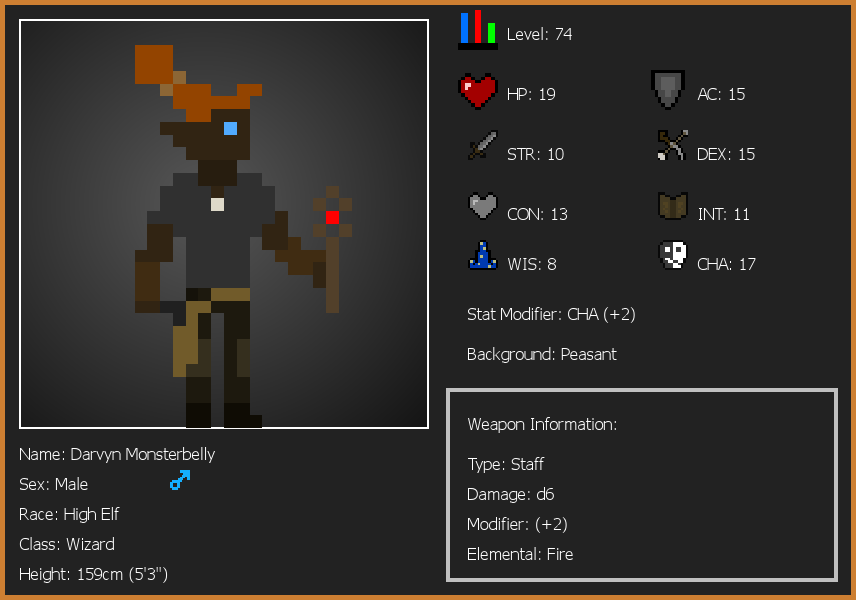 Level: 74
HP: 19
AC: 15
STR: 10
DEX: 15
CON: 13
INT: 11
WIS: 8
CHA: 17
Stat Modifier: CHA (+2)
Background: Peasant
Weapon Information:
Type: Staff
Damage: d6
Modifier: (+2)
Elemental: Fire
Name: Darvyn Monsterbelly
Sex: Male
Race: High Elf
Class: Wizard
Height: 159cm (5'3")